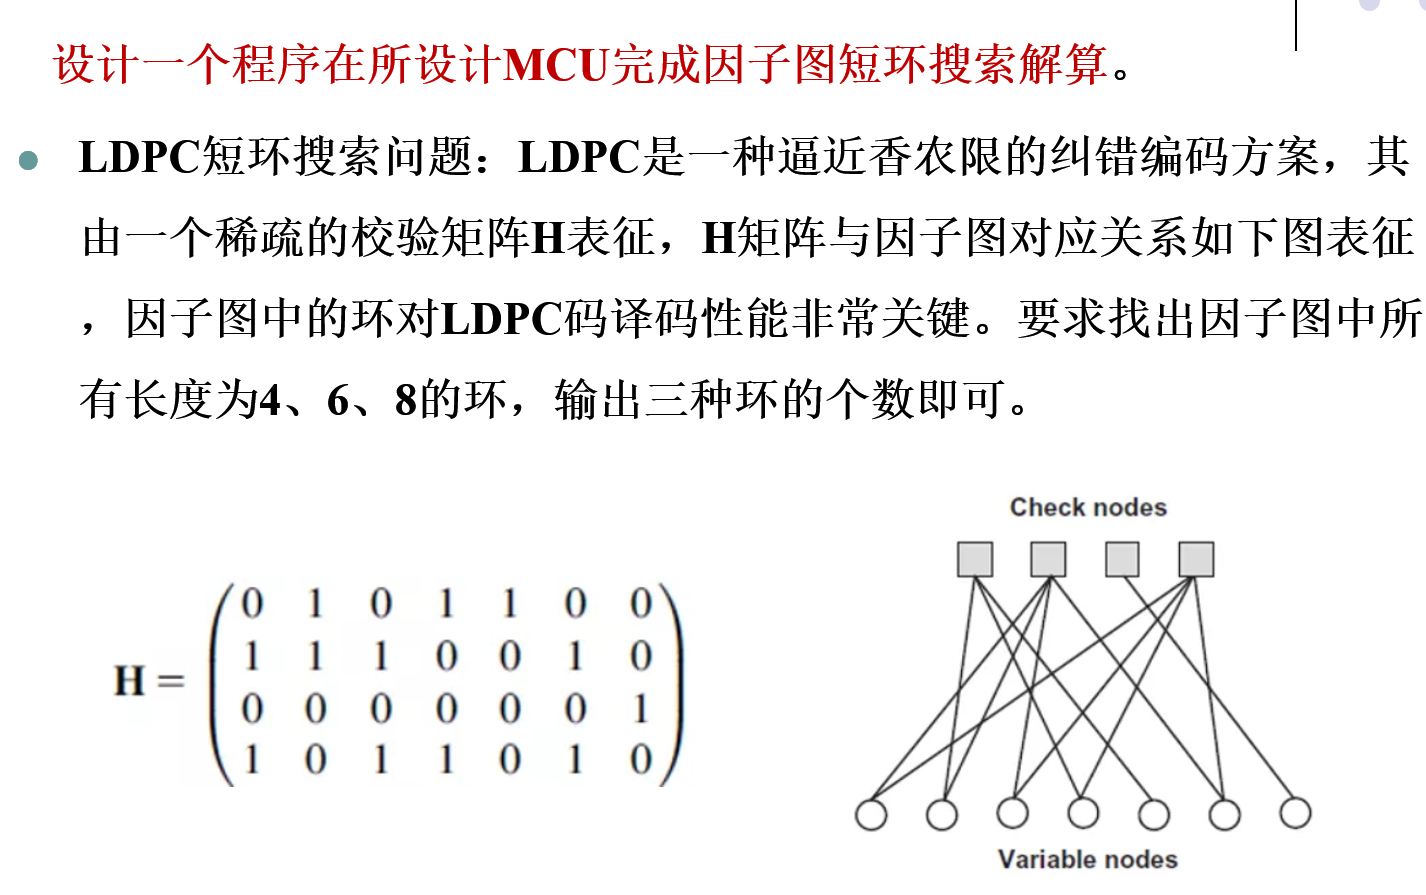 设计一个程序在所设计MCU完成因子图短环搜索解算。
LDPC短环搜索问题：LDPC是一种逼近香农限的纠错编码方案，其
由一个稀疏的校验矩阵H表征，H矩阵与因子图对应关系如下图表征
，因子图中的环对LDPC码译码性能非常关键。要求找出因子图中所
有长度为4、6、8的环，输出三种环的个数即可。
Check nodes
0 1 0 1 1 0 0
1 1 1 0 0 1 0
H =
0 0 0 0 0 0 1
1 0 1 1 0 1 0
Variable nodes